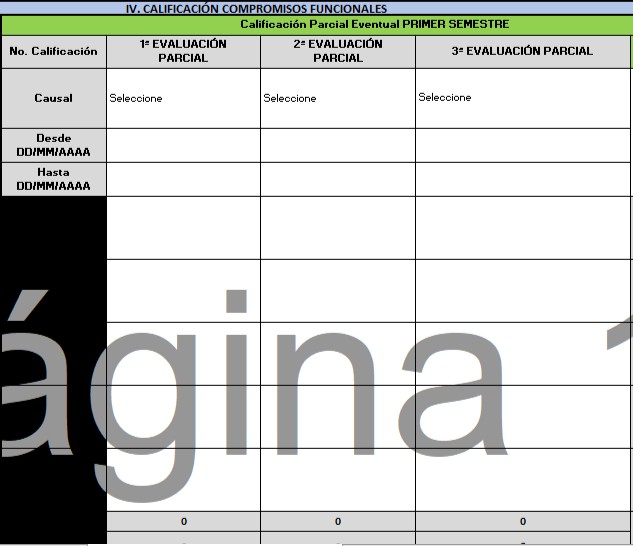 IV. CALIFICACIÓN COMPROMISOS FUNCIONALES
Calificación Parcial Eventual PRIMER SEMESTRE
No. Calificación
1ª EVALUACIÓN PARCIAL
2ª EVALUACIÓN PARCIAL
3ª EVALUACIÓN PARCIAL
Causal
Seleccione
Seleccione
Seleccione
Desde
DD/MM/AAAA
Hasta
DD/MM/AAAA
ágina 1
0
0
0